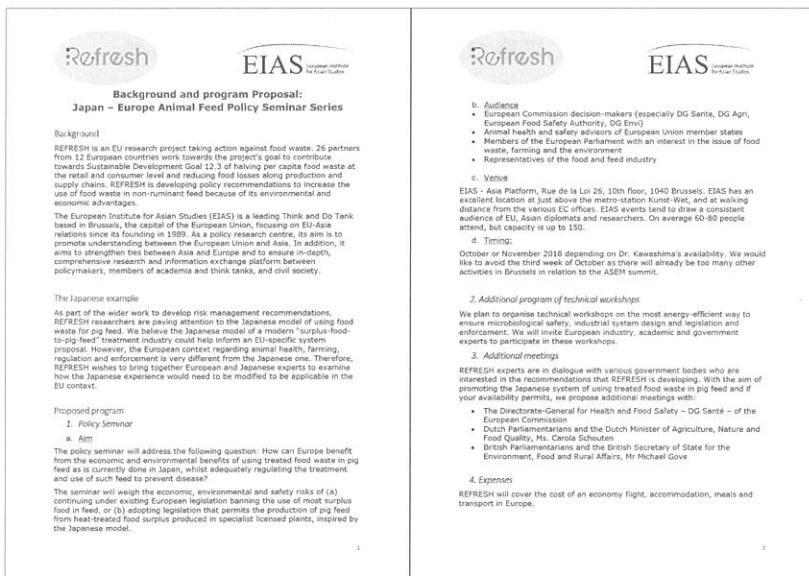 Refresh
EIAS European Institute
for Asian Studies
Background and program Proposal:
Japan – Europe Animal Feed Policy Seminar Series
Background
REFRESH is an EU research project taking action against food waste. 26 partners
from 12 European countries work towards the project's goal to contribute
towards Sustainable Development Goal 12.3 of halving per capita food waste at
the retail and consumer level and reducing food losses along production and
supply chains. REFRESH is developing policy recommendations to increase the
use of food waste in non-ruminant feed because of its environmental and
economic advantages.
The European Institute for Asian Studies (EIAS) is a leading Think and Do Tank
based in Brussels, the capital of the European Union, focusing on EU-Asia
relations since its founding in 1989. As a policy research centre, its aim is to
promote understanding between the European Union and Asia. In addition, it
aims to strengthen ties between Asia and Europe and to ensure in-depth,
comprehensive research and information exchange platform between
policymakers, members of academia and think tanks, and civil society.
The Japanese example
As part of the wider work to develop risk management recommendations,
REFRESH researchers are paying attention to the Japanese model of using food
waste for pig feed. We believe the Japanese model of a modern "surplus-food-
to-pig-feed" treatment industry could help inform an EU-specific system
proposal. However, the European context regarding animal health, farming,
regulation and enforcement is very different from the Japanese one. Therefore,
REFRESH wishes to bring together European and Japanese experts to examine
how the Japanese experience would need to be modified to be applicable in the
EU context.
Proposed program
1. Policy Seminar
a. Aim
The policy seminar will address the following question: How can Europe benefit
from the economic and environmental benefits of using treated food waste in pig
feed as is currently done in Japan, whilst adequately regulating the treatment
and use of such feed to prevent disease?
The seminar will weigh the economic, environmental and safety risks of (a)
continuing under existing European legislation banning the use of most surplus
food in feed, or (b) adopting legislation that permits the production of pig feed
from heat-treated food surplus produced in specialist licensed plants, inspired by
the Japanese model.
1
Refresh
EIAS European Institute
for Asian Studies
b. Audience
• European Commission decision-makers (especially DG Sante, DG Agri,
European Food Safety Authority, DG Envi)
• Animal health and safety advisors of European Union member states
• Members of the European Parliament with an interest in the issue of food
waste, farming and the environment
• Representatives of the food and feed industry
c. Venue
EIAS - Asia Platform, Rue de la Loi 26, 10th floor, 1040 Brussels. EIAS has an
excellent location at just above the metro-station Kunst-Wet, and at walking
distance from the various EC offices. EIAS events tend to draw a consistent
audience of EU, Asian diplomats and researchers. On average 60-80 people
attend, but capacity is up to 150.
d. Timing:
October or November 2018 depending on Dr. Kawashima's availability. We would
like to avoid the third week of October as there will already be too many other
activities in Brussels in relation to the ASEM summit.
2. Additional program of technical workshops
We plan to organise technical workshops on the most energy-efficient way to
ensure microbiological safety, industrial system design and legislation and
enforcement. We will invite European industry, academic and government
experts to participate in these workshops.
3. Additional meetings
REFRESH experts are in dialogue with various government bodies who are
interested in the recommendations that REFRESH is developing. With the aim of
promoting the Japanese system of using treated food waste in pig feed and if
your availability permits, we propose additional meetings with:
• The Directorate-General for Health and Food Safety – DG Santé – of the
European Commission
• Dutch Parliamentarians and the Dutch Minister of Agriculture, Nature and
Food Quality, Ms. Carola Schouten
• British Parliamentarians and the British Secretary of State for the
Environment, Food and Rural Affairs, Mr Michael Gove
4. Expenses
REFRESH will cover the cost of an economy flight, accommodation, meals and
transport in Europe.
2